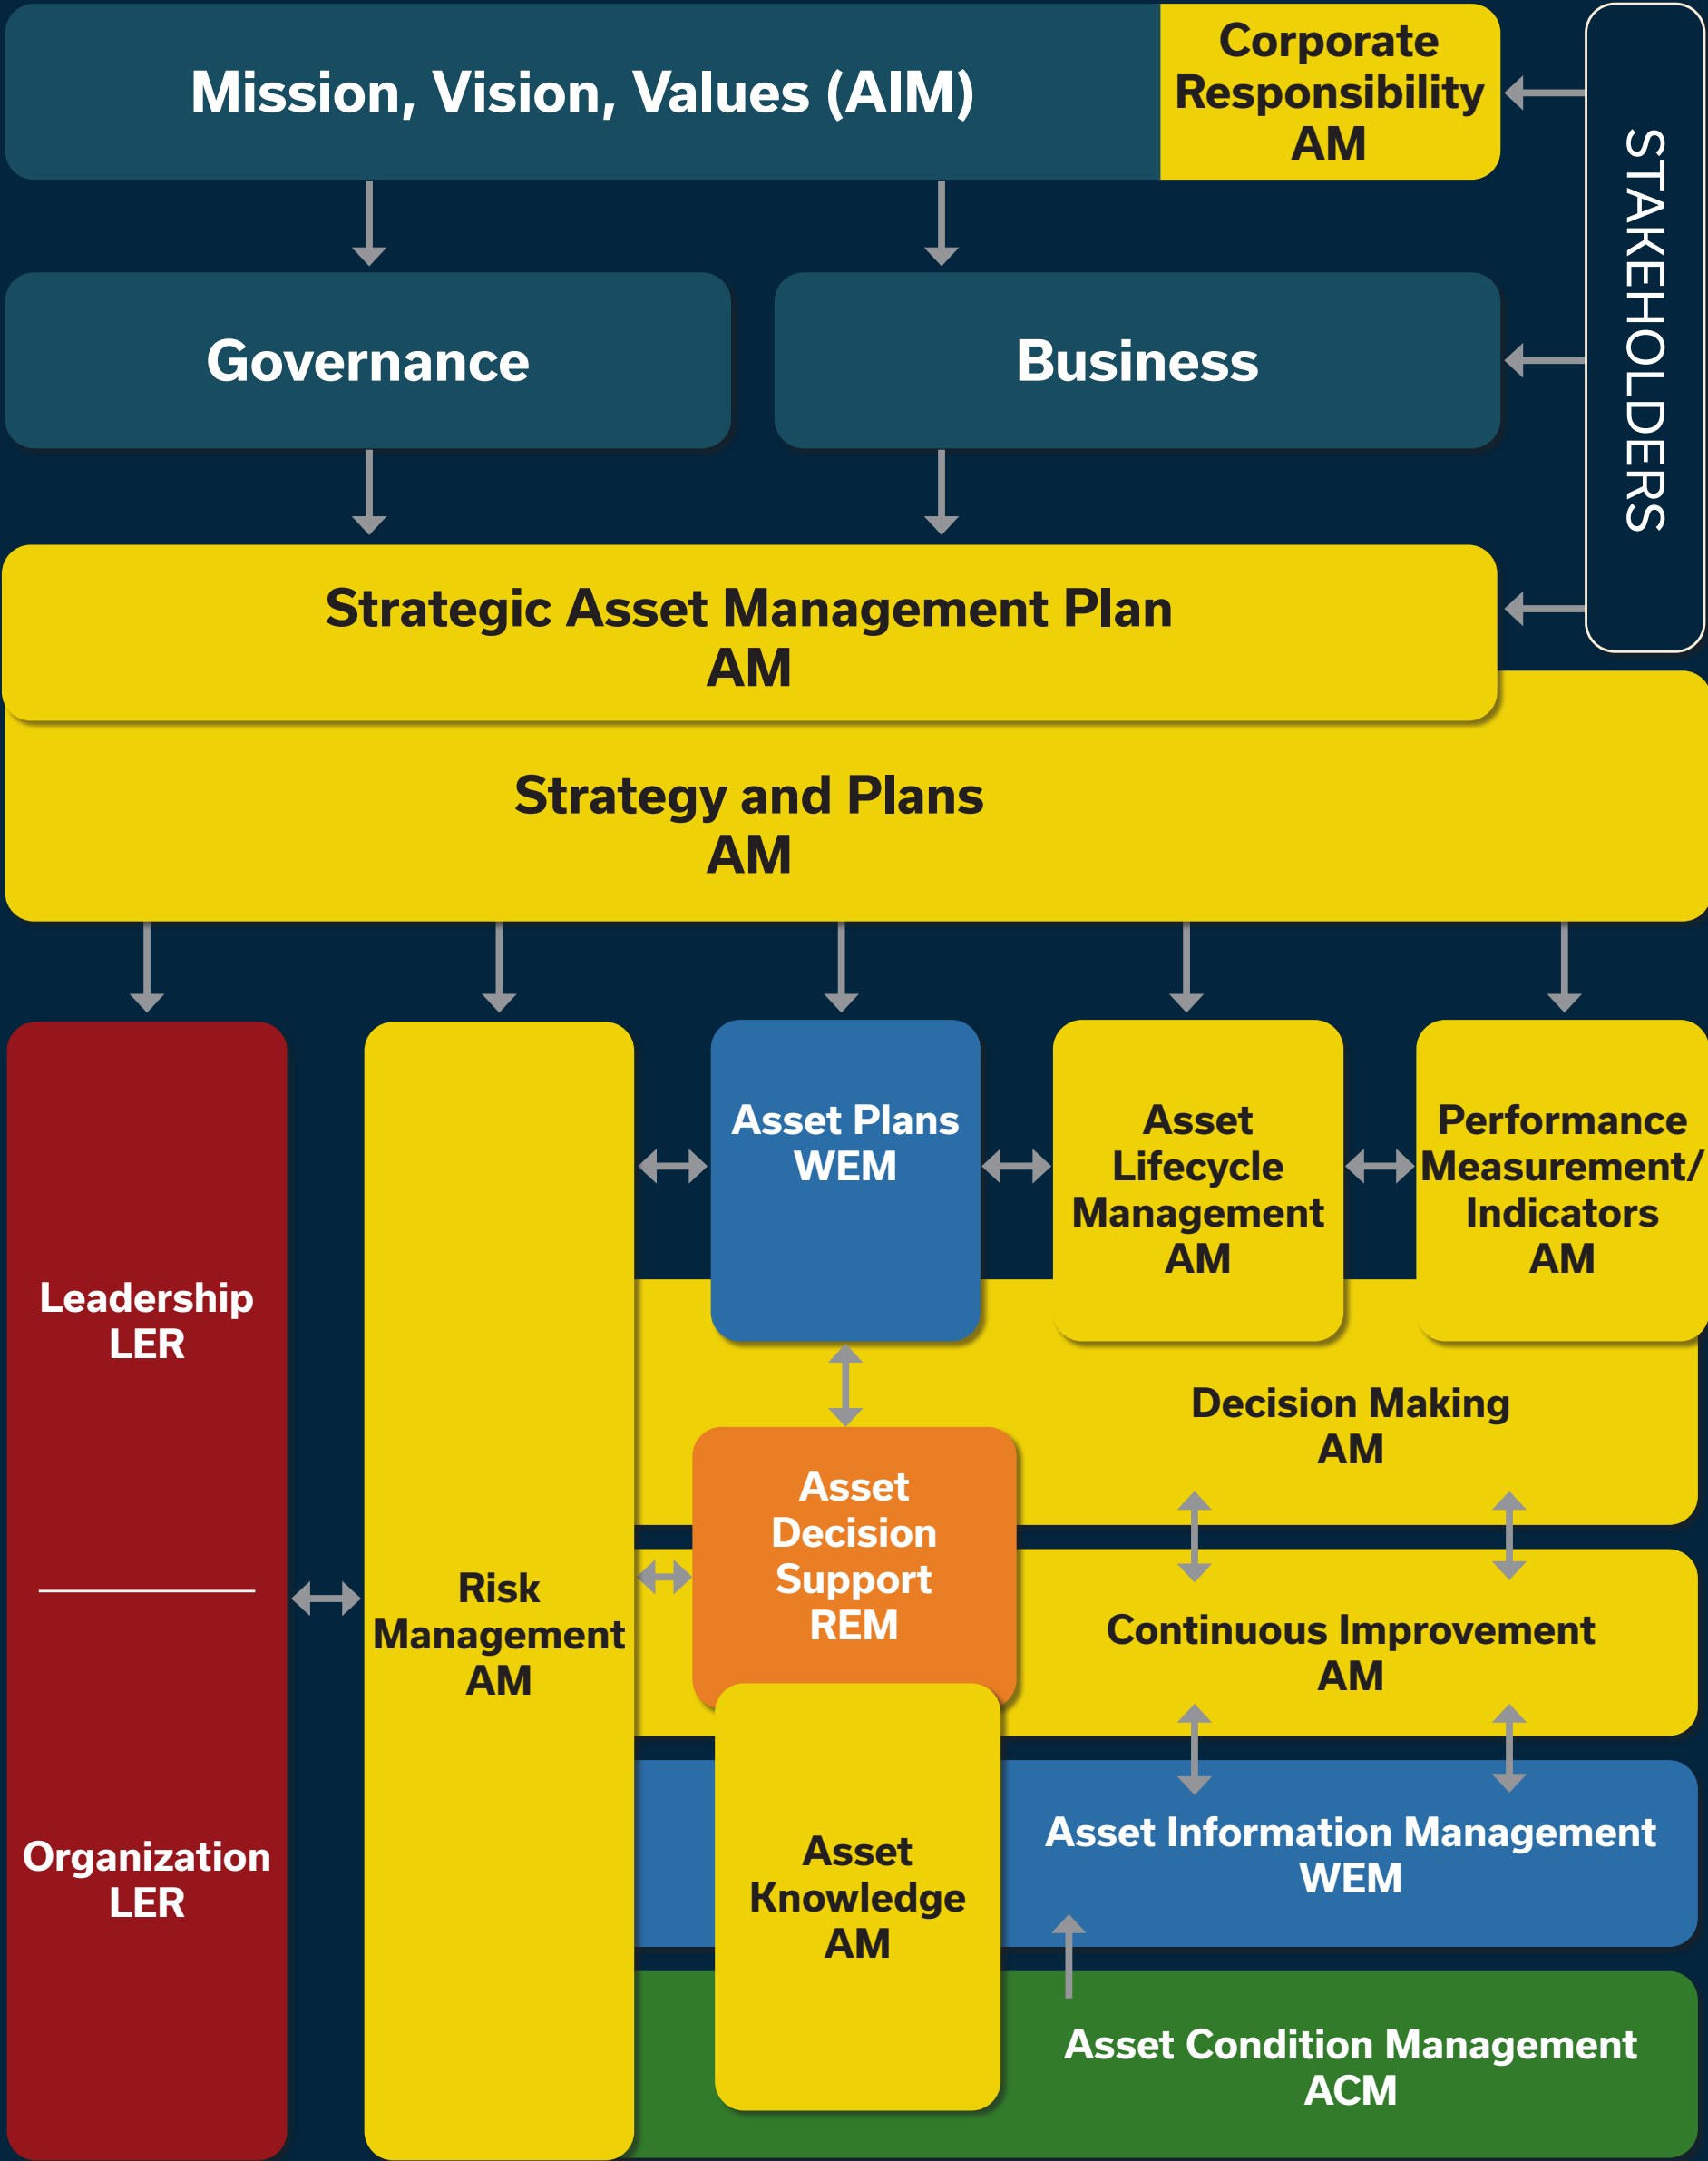 Mission, Vision, Values (AIM)
Corporate
Responsibility
AM
STAKEHOLDERS
Governance
Business
Strategic Asset Management Plan
AM
Strategy and Plans
AM
Leadership
LER
Organization
LER
Risk
Management
AM
Asset Plans
WEM
Asset
Lifecycle
Management
AM
Performance
Measurement/
Indicators
AM
Decision Making
AM
Asset
Decision
Support
REM
Continuous Improvement
AM
Asset
Knowledge
AM
Asset Information Management
WEM
Asset Condition Management
ACM